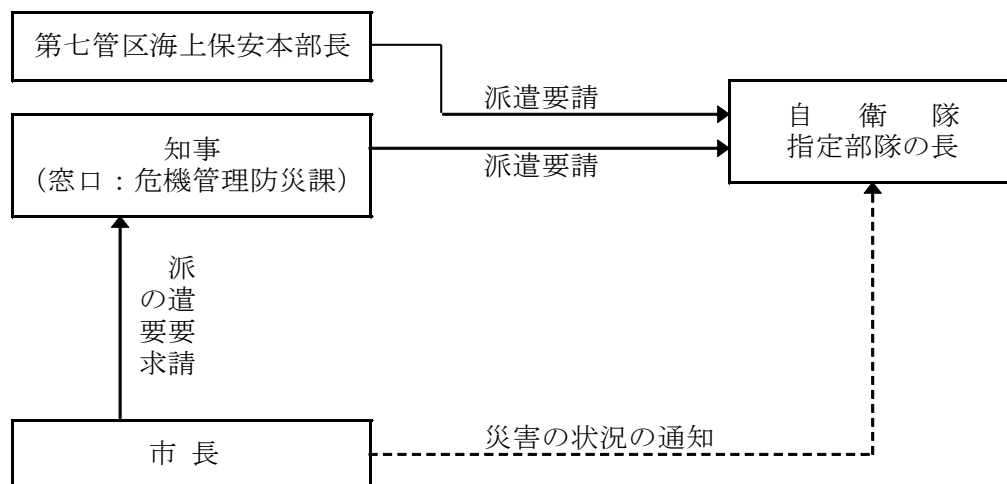 第七管区海上保安本部長
派遣要請
自衛隊
指定部隊の長
知事
（窓口：危機管理防災課）
派遣要請
派遣要請
の要求
市長
災害の状況の通知